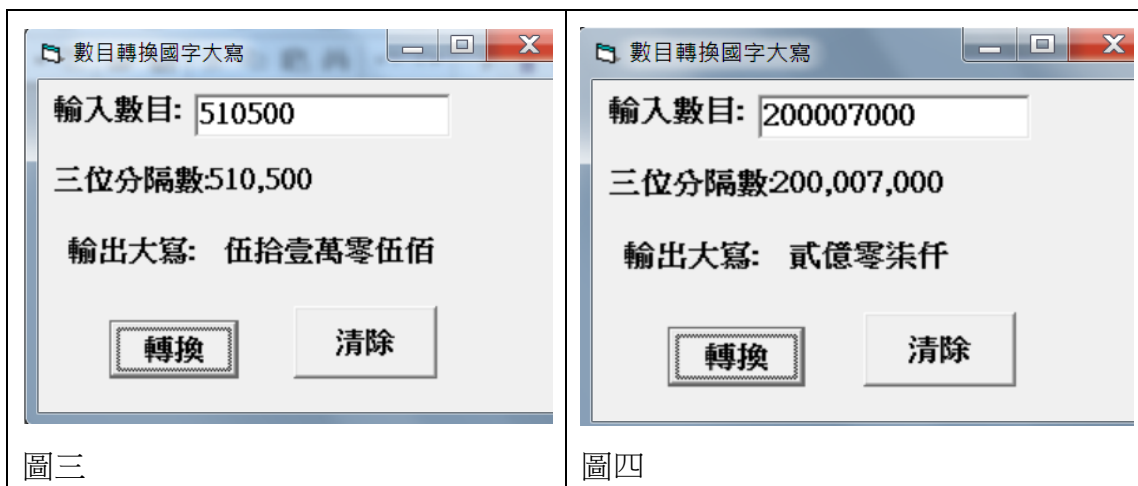 數目轉換國字大寫
輸入數目: 510500
三位分隔數:510,500
輸出大寫: 伍拾壹萬零伍佰
轉換
清除
圖三
數目轉換國字大寫
輸入數目: 200007000
三位分隔數:200,007,000
輸出大寫: 貳億零柒仟
轉換
清除
圖四